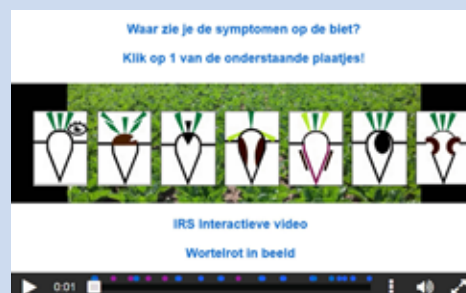 Waar zie je de symptomen op de biet?
Klik op 1 van de onderstaande plaatjes!
IRS Interactieve video
Wortelrot in beeld
0:01